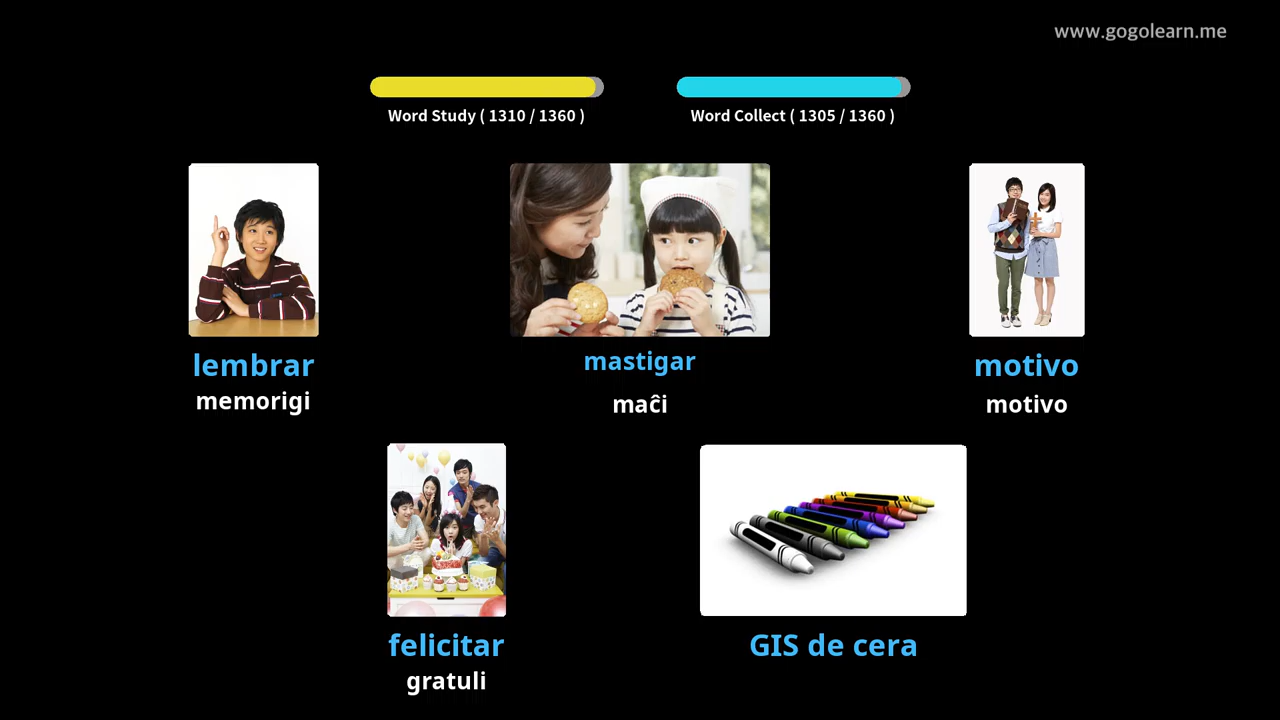 www.gogolearn.me
Word Study ( 1310 / 1360 )
Word Collect ( 1305 / 1360 )
lembrar
memorigi
mastigar
maĉi
motivo
motivo
felicitar
gratuli
GIS de cera